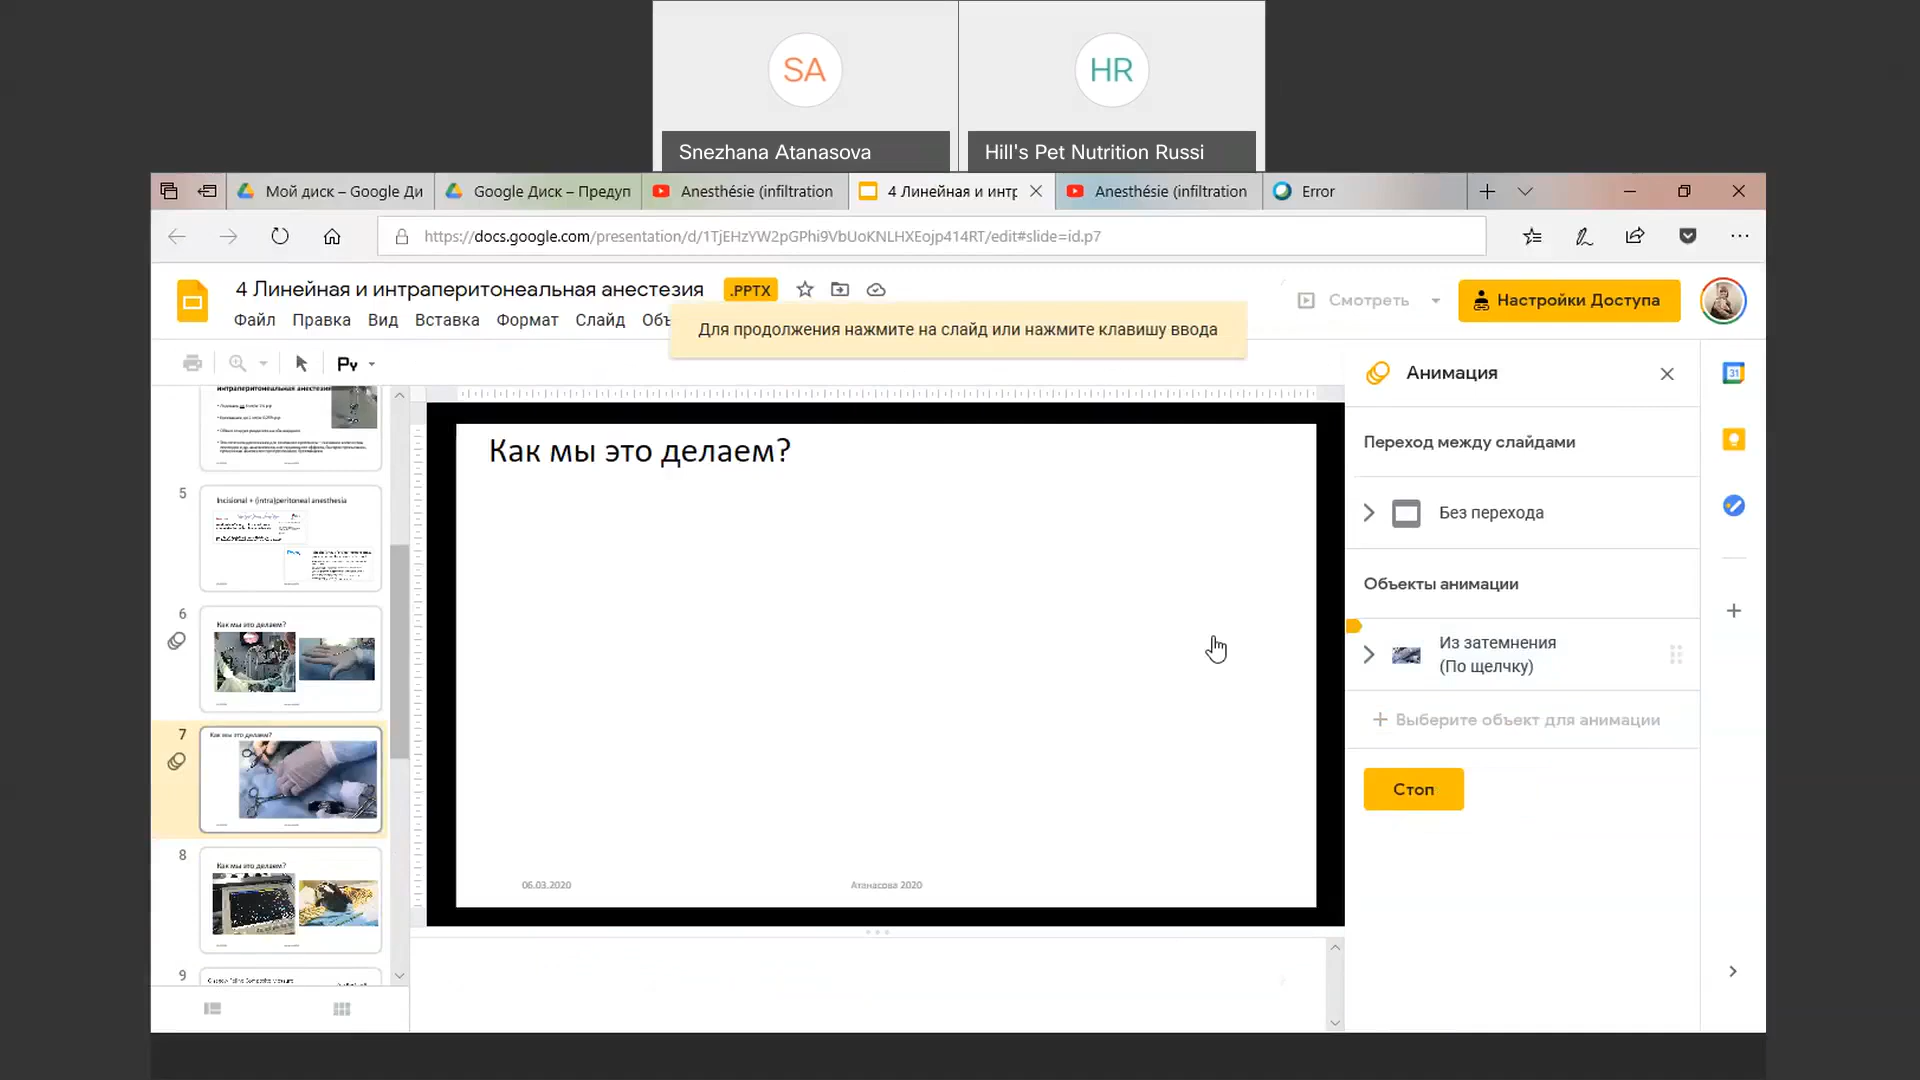 SA
HR
Snezhana Atanasova
Hill's Pet Nutrition Russi
Мой диск – Google Ди
Google Диск – Предуп
Anesthésie (infiltration
4 Линейная и интр
Anesthésie (infiltration
Error
https://docs.google.com/presentation/d/1TjEHzYW2pGPhi9VbUoKNLHXEojp414RT/edit#slide=id.p7
4 Линейная и интраперитонеальная анестезия
.PPTX
Смотреть
Настройки Доступа
Файл
Правка
Вид
Вставка
Формат
Слайд
Объ
Для продолжения нажмите на слайд или нажмите клавишу ввода
Анимация
31
интраперитонеальная анестезия
5
Incisional + (intra)peritoneal anesthesia
6
Как мы это делаем?
7
Как мы это делаем?
8
Как мы это делаем?
9
Как мы это делаем?
06.03.2020
Атанасова 2020
Переход между слайдами
Без перехода
Объекты анимации
Из затемнения
(По щелчку)
+ Выберите объект для анимации
Стоп